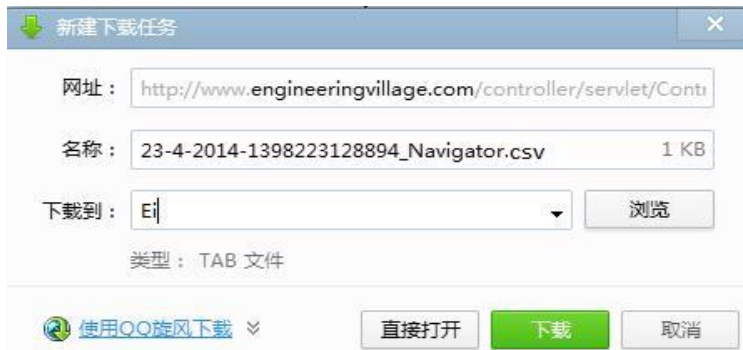 新建下载任务
网址： http://www.engineeringvillage.com/controller/servlet/Contr
名称： 23-4-2014-1398223128894_Navigator.csv 1 KB
下载到： Ei 浏览
类型： TAB 文件
使用QQ旋风下载 直接打开 下载 取消